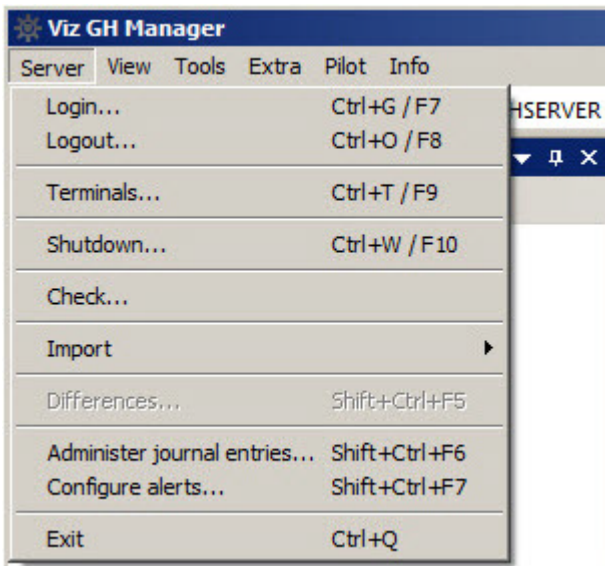 Viz GH Manager
Server View Tools Extra Pilot Info
Login... Ctrl+G / F7
HSERVER
Logout... Ctrl+O / F8
Terminals... Ctrl+T / F9
Shutdown... Ctrl+W / F10
Check...
Import
Differences... Shift+Ctrl+F5
Administer journal entries... Shift+Ctrl+F6
Configure alerts... Shift+Ctrl+F7
Exit Ctrl+Q